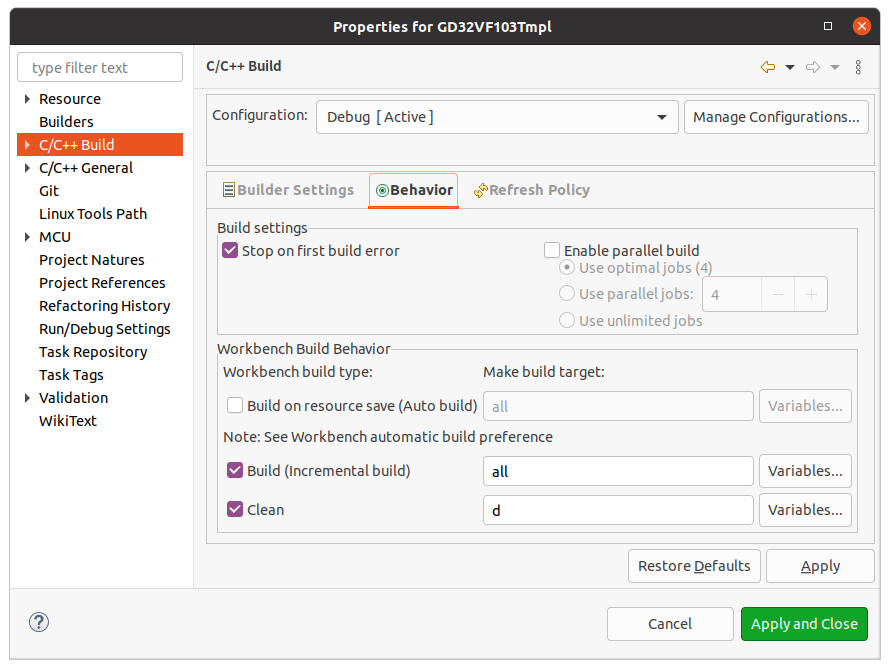 Properties for GD32VF103Tmpl
type filter text
Resource
Builders
C/C++ Build
C/C++ General
Git
Linux Tools Path
MCU
Project Natures
Project References
Refactoring History
Run/Debug Settings
Task Repository
Task Tags
Validation
WikiText
C/C++ Build
Configuration: Debug [ Active ] Manage Configurations...
Builder Settings Behavior Refresh Policy
Build settings
Stop on first build error Enable parallel build
Use optimal jobs (4)
Use parallel jobs: 4 − +
Use unlimited jobs
Workbench Build Behavior
Workbench build type: Make build target:
Build on resource save (Auto build) all Variables...
Note: See Workbench automatic build preference
Build (Incremental build) all Variables...
Clean d Variables...
Restore Defaults Apply
? Cancel Apply and Close